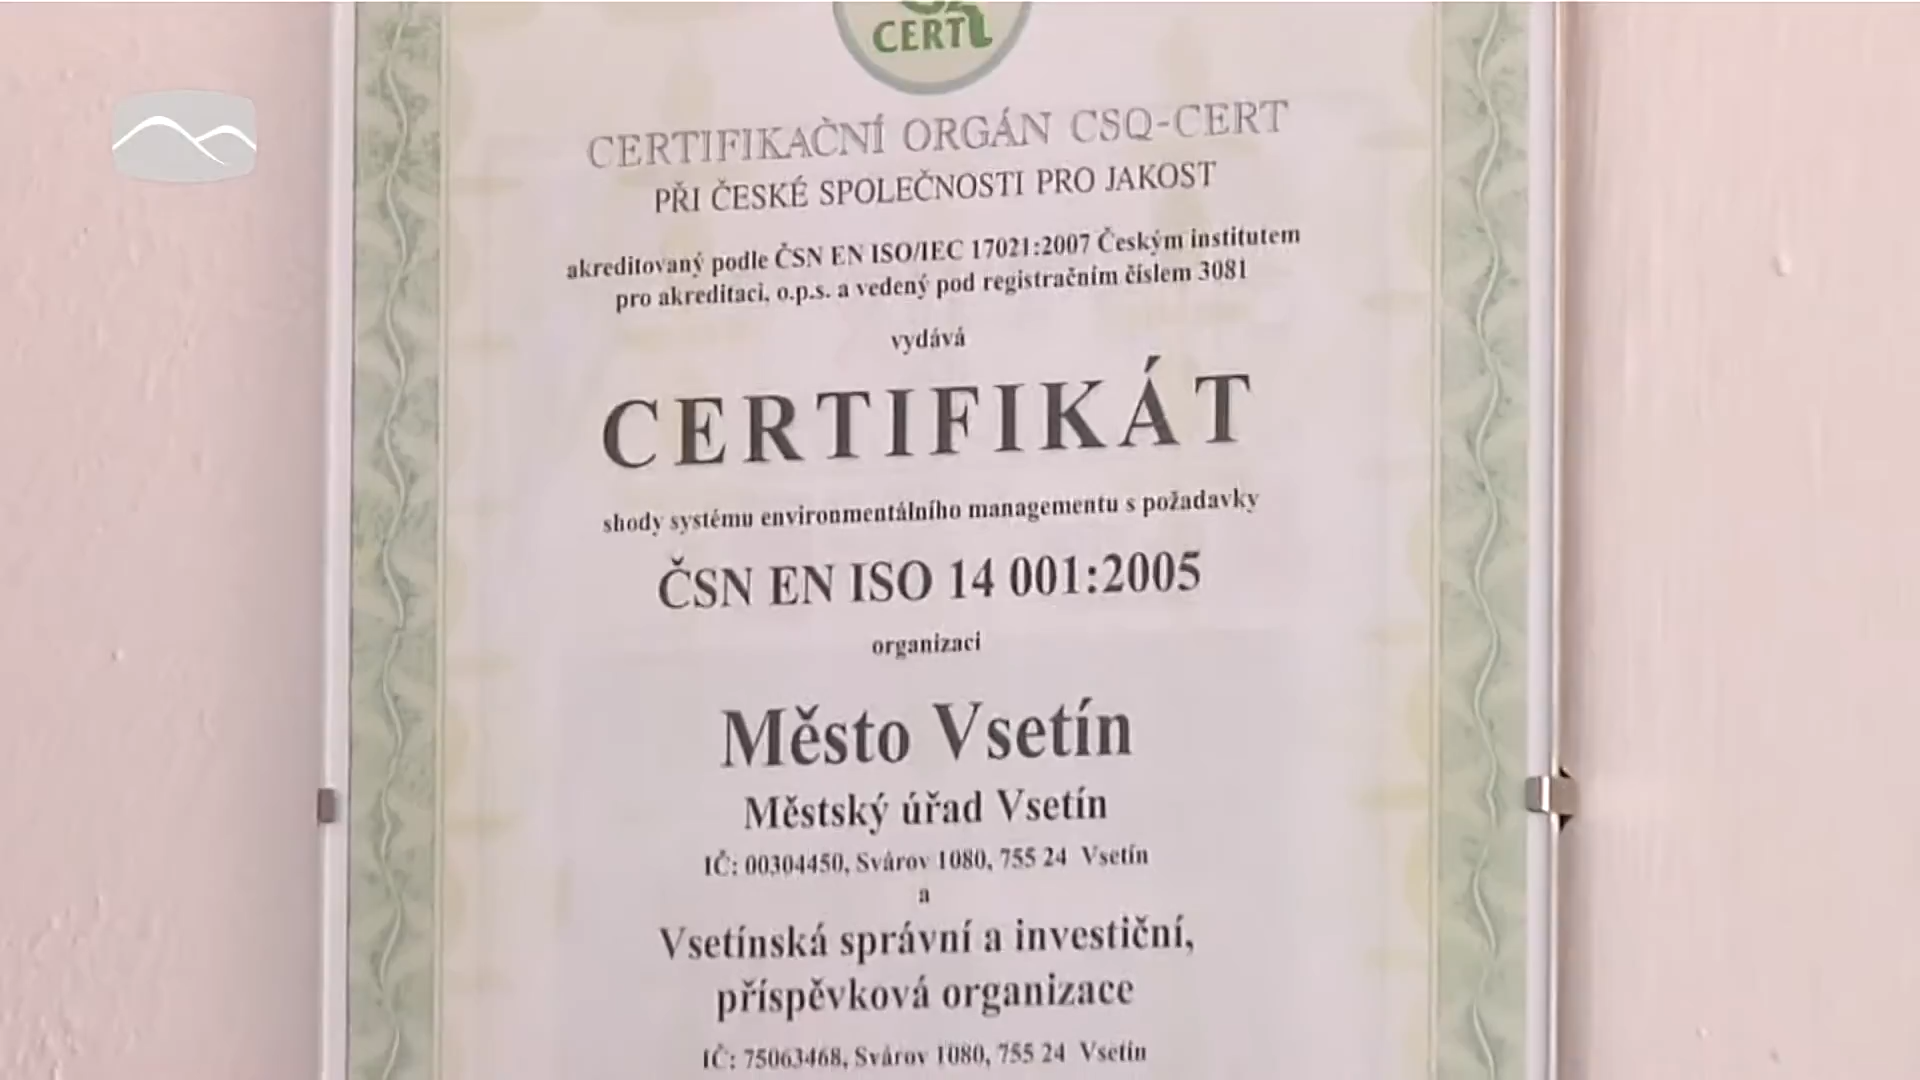 CERT
CERTIFIKAČNÍ ORGÁN CSQ-CERT
PŘI ČESKÉ SPOLEČNOSTI PRO JAKOST
akreditovaný podle ČSN EN ISO/IEC 17021:2007 Českým institutem
pro akreditaci, o.p.s. a vedený pod registračním číslem 3081
vydává
CERTIFIKÁT
shody systému environmentálního managementu s požadavky
ČSN EN ISO 14 001:2005
organizaci
Město Vsetín
Městský úřad Vsetín
IČ: 00304450, Svárov 1080, 755 24 Vsetín
a
Vsetínská správní a investiční,
příspěvková organizace
IČ: 75063468, Svárov 1080, 755 24 Vsetín